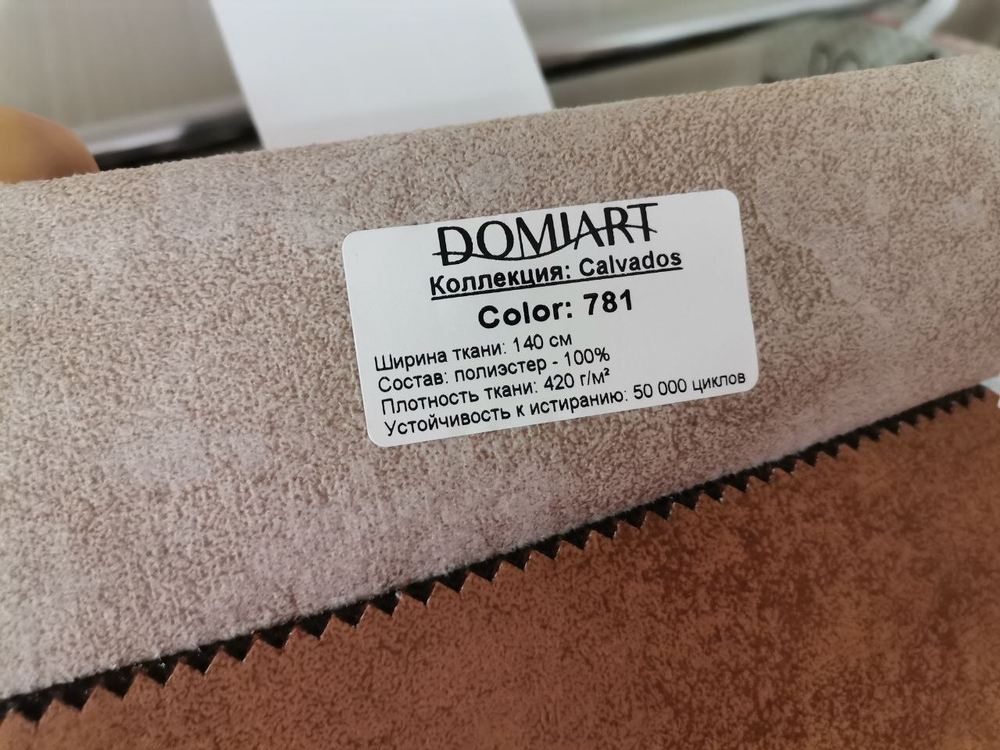 DOMIART
Коллекция: Calvados
Color: 781
Ширина ткани: 140 см
Состав: полиэстер - 100%
Плотность ткани: 420 г/м²
Устойчивость к истиранию: 50 000 циклов